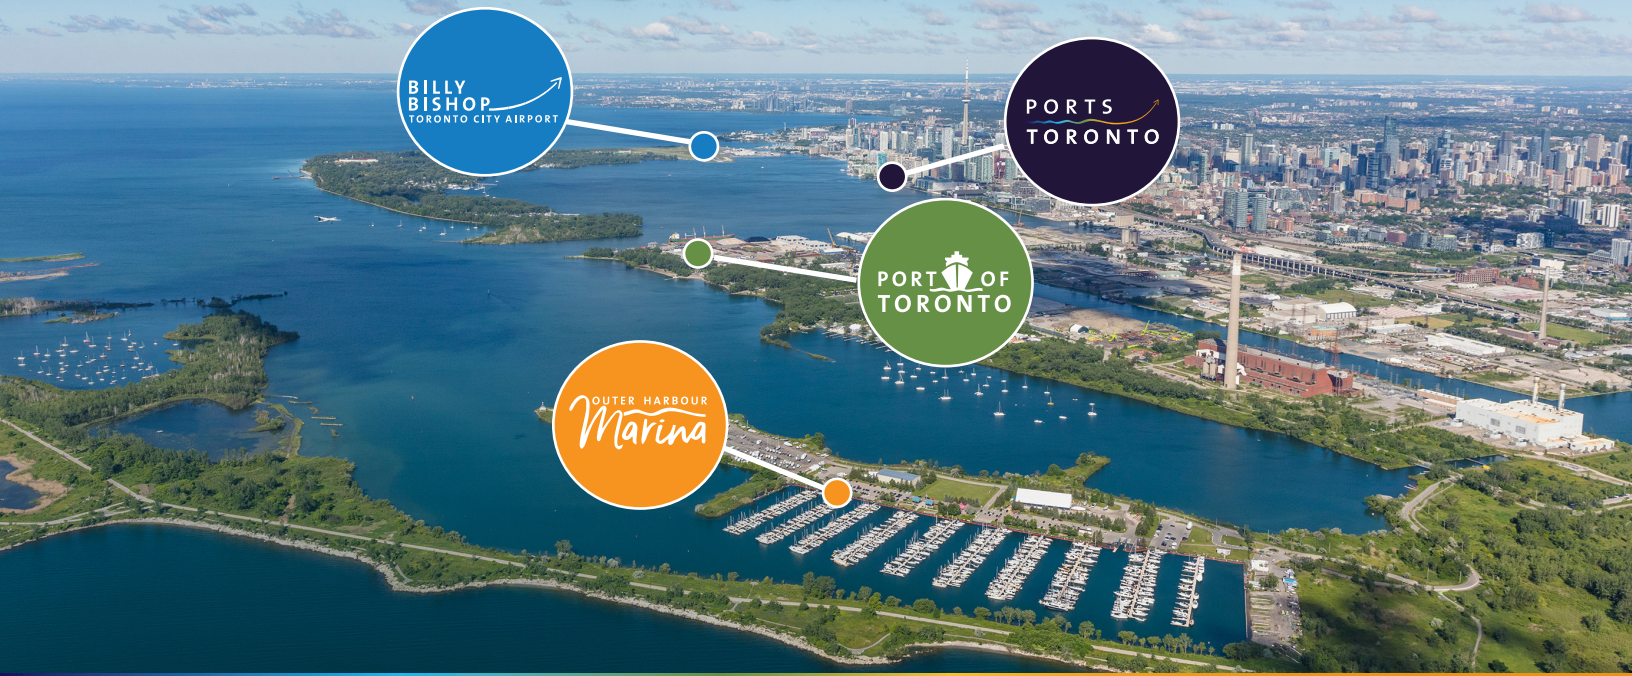 BILLY
BISHOP
TORONTO CITY AIRPORT
PORTS
TORONTO
PORT OF
TORONTO
OUTER HARBOUR
Marina